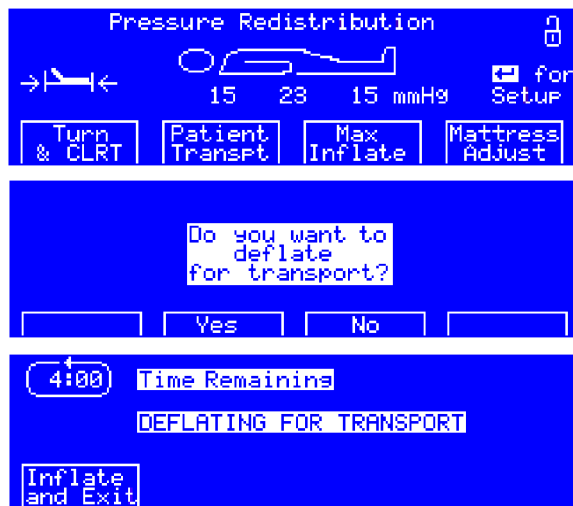 Pressure Redistribution
for
15 23 15 mmHg Setup
Turn Patient Max Mattress
& CLRT Transpt Inflate Adjust
Do you want to
deflate
for transport?
Yes No
4:00 Time Remaining
DEFLATING FOR TRANSPORT
Inflate
and Exit